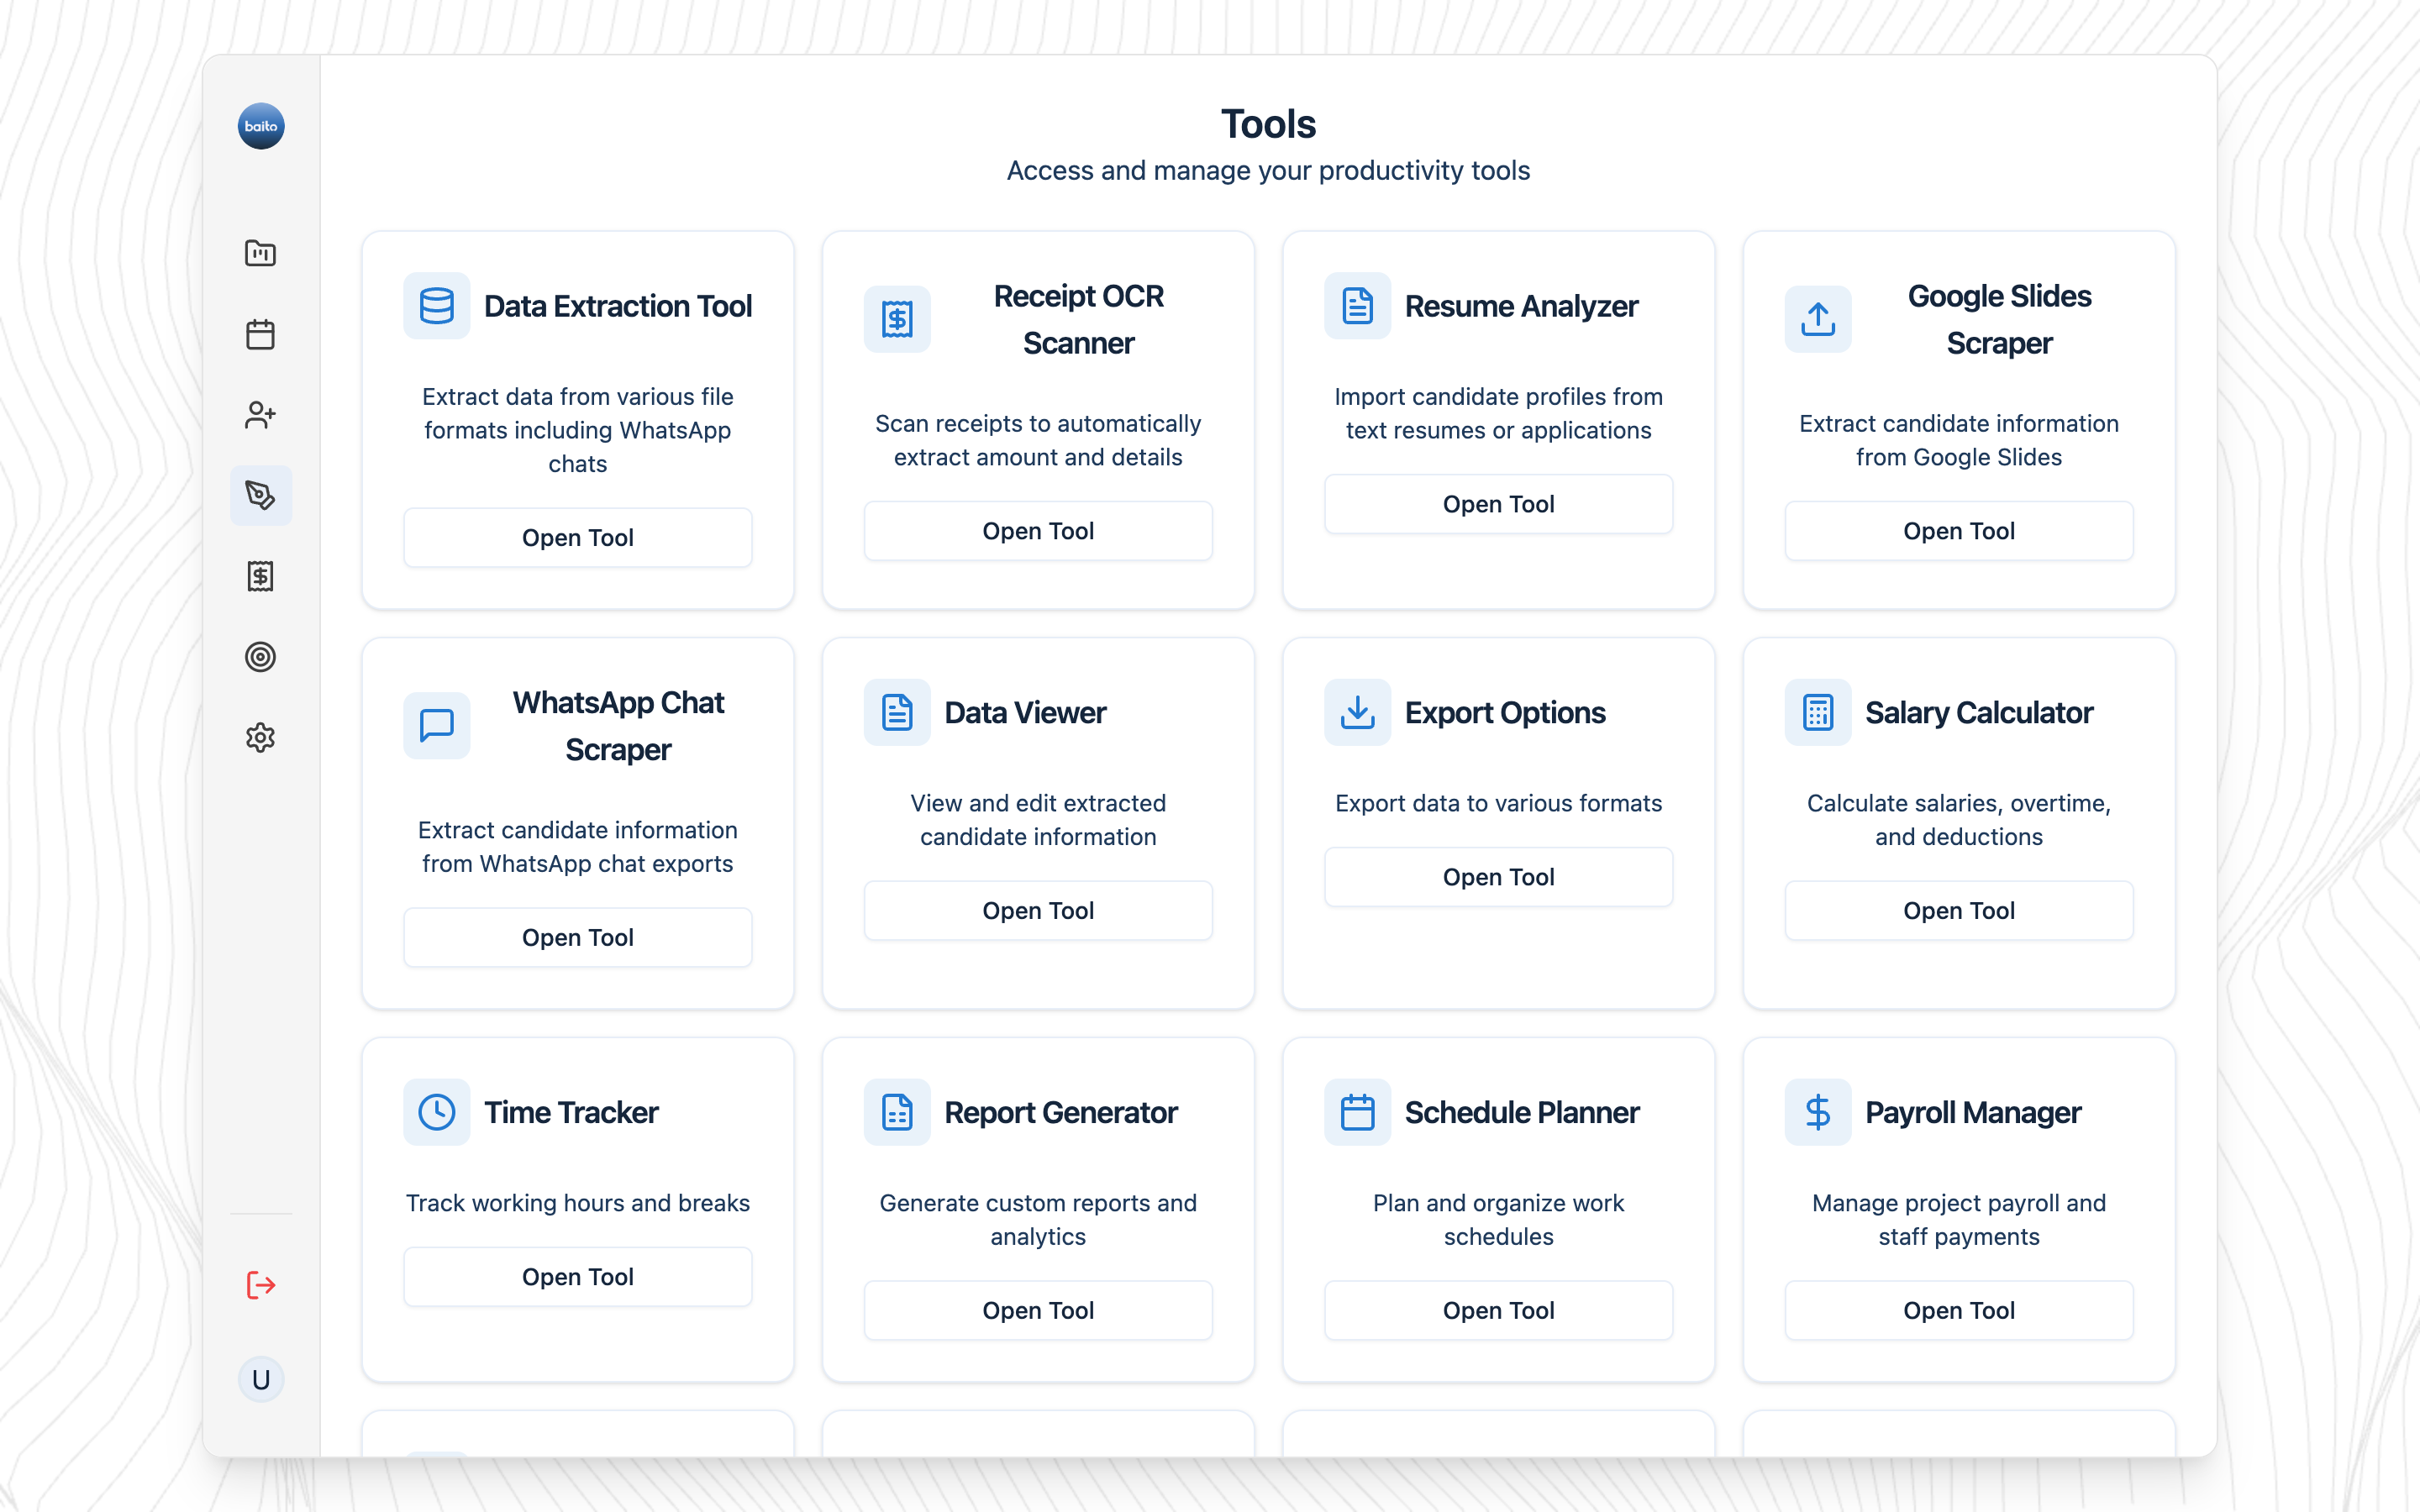 baito
Tools
Access and manage your productivity tools
Data Extraction Tool
Extract data from various file
formats including WhatsApp
chats
Open Tool
Receipt OCR
Scanner
Scan receipts to automatically
extract amount and details
Open Tool
Resume Analyzer
Import candidate profiles from
text resumes or applications
Open Tool
Google Slides
Scraper
Extract candidate information
from Google Slides
Open Tool
WhatsApp Chat
Scraper
Extract candidate information
from WhatsApp chat exports
Open Tool
Data Viewer
View and edit extracted
candidate information
Open Tool
Export Options
Export data to various formats
Open Tool
Salary Calculator
Calculate salaries, overtime,
and deductions
Open Tool
Time Tracker
Track working hours and breaks
Open Tool
Report Generator
Generate custom reports and
analytics
Open Tool
Schedule Planner
Plan and organize work
schedules
Open Tool
Payroll Manager
Manage project payroll and
staff payments
Open Tool
U